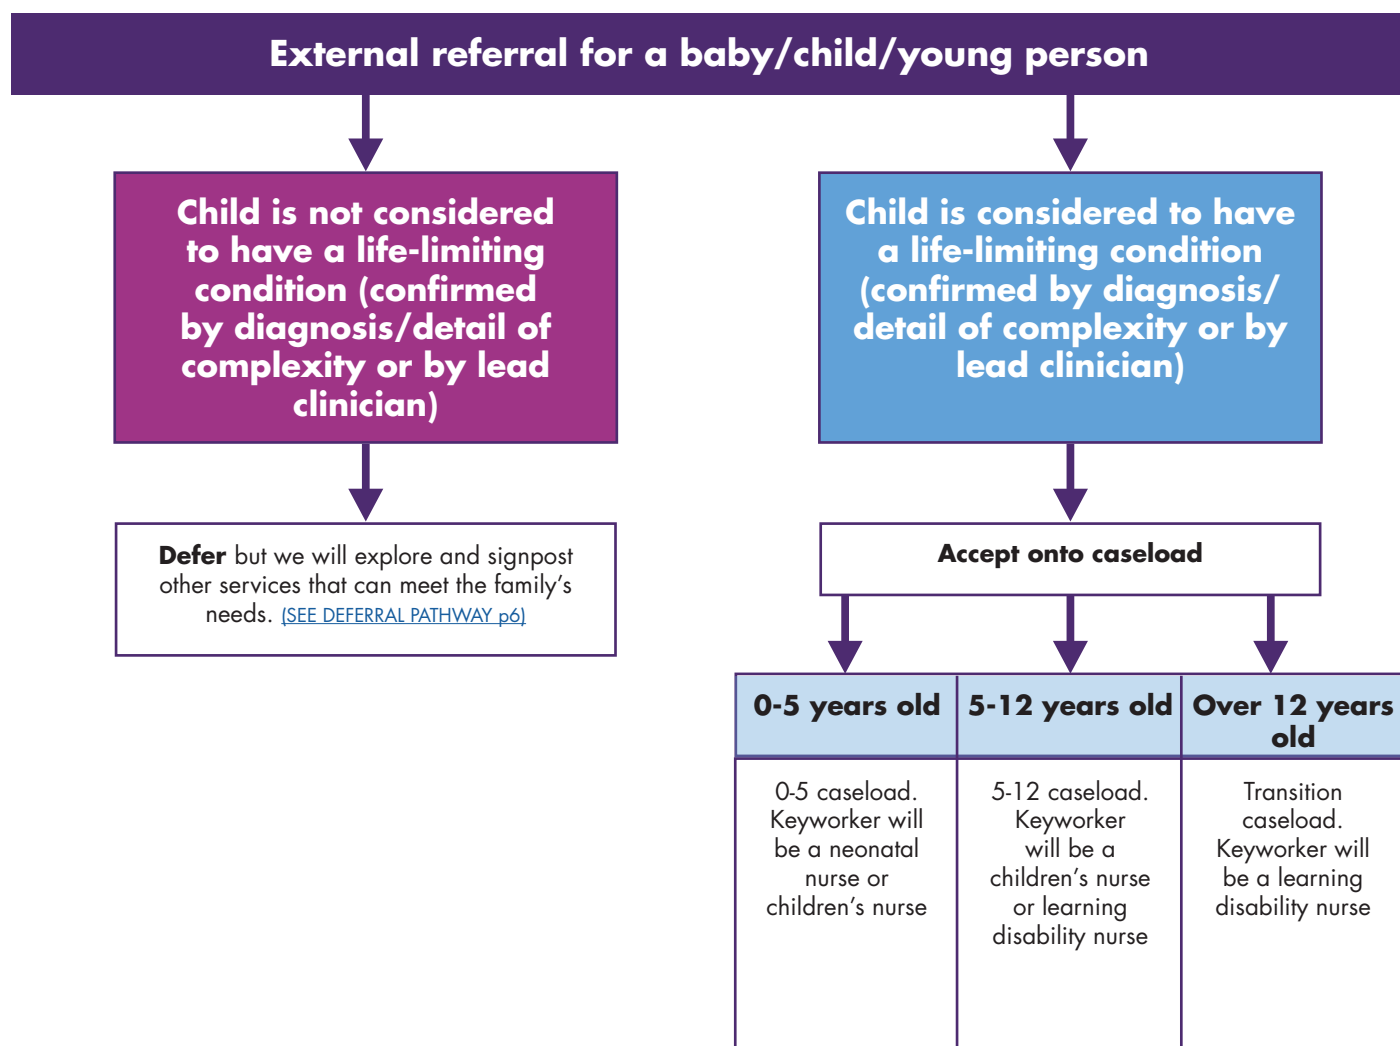 External referral for a baby/child/young person
Child is not considered
to have a life-limiting
condition (confirmed
by diagnosis/detail of
complexity or by lead
clinician)
Child is considered to have
a life-limiting condition
(confirmed by diagnosis/
detail of complexity or by
lead clinician)
Defer but we will explore and signpost
other services that can meet the family’s
needs. (SEE DEFERRAL PATHWAY p6)
Accept onto caseload
0-5 years old
5-12 years old
Over 12 years
old
0-5 caseload.
Keyworker will
be a neonatal
nurse or
children’s nurse
5-12 caseload.
Keyworker
will be a
children’s nurse
or learning
disability nurse
Transition
caseload.
Keyworker will
be a learning
disability nurse